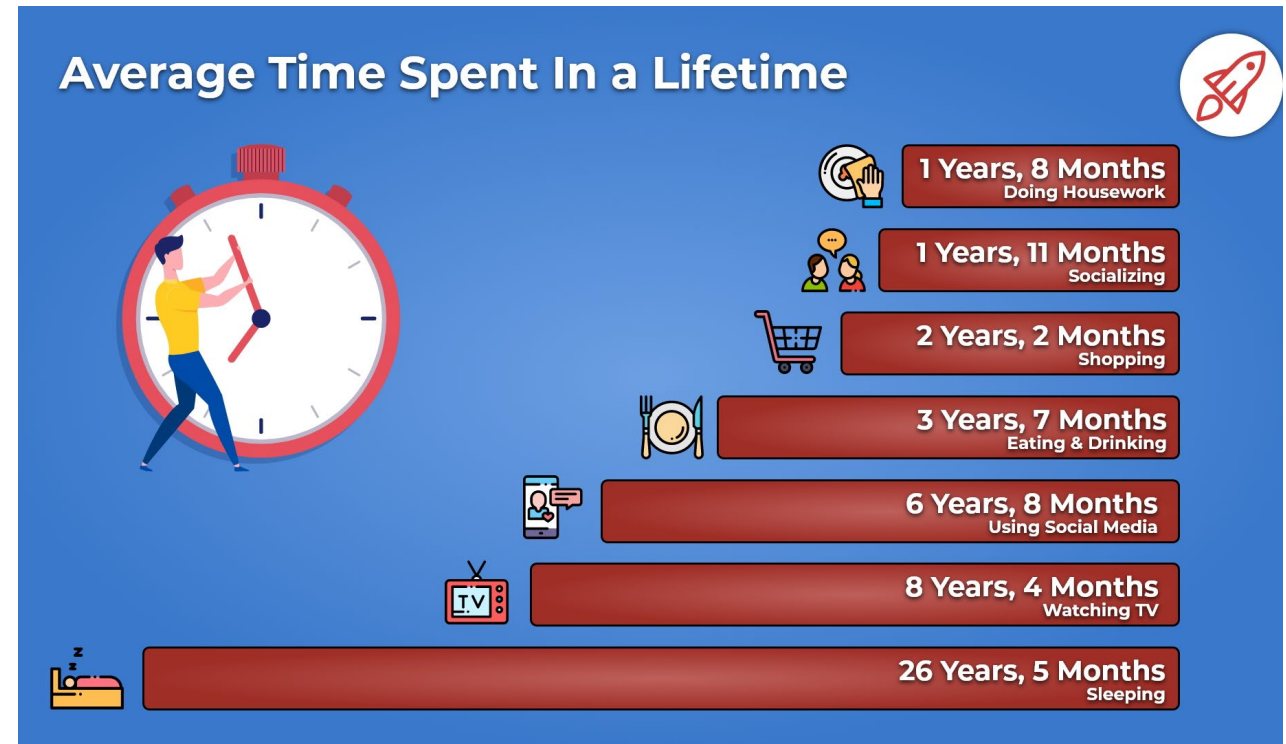 Average Time Spent In a Lifetime
1 Years, 8 Months
Doing Housework
1 Years, 11 Months
Socializing
2 Years, 2 Months
Shopping
3 Years, 7 Months
Eating & Drinking
6 Years, 8 Months
Using Social Media
TV
8 Years, 4 Months
Watching TV
z
z
26 Years, 5 Months
Sleeping